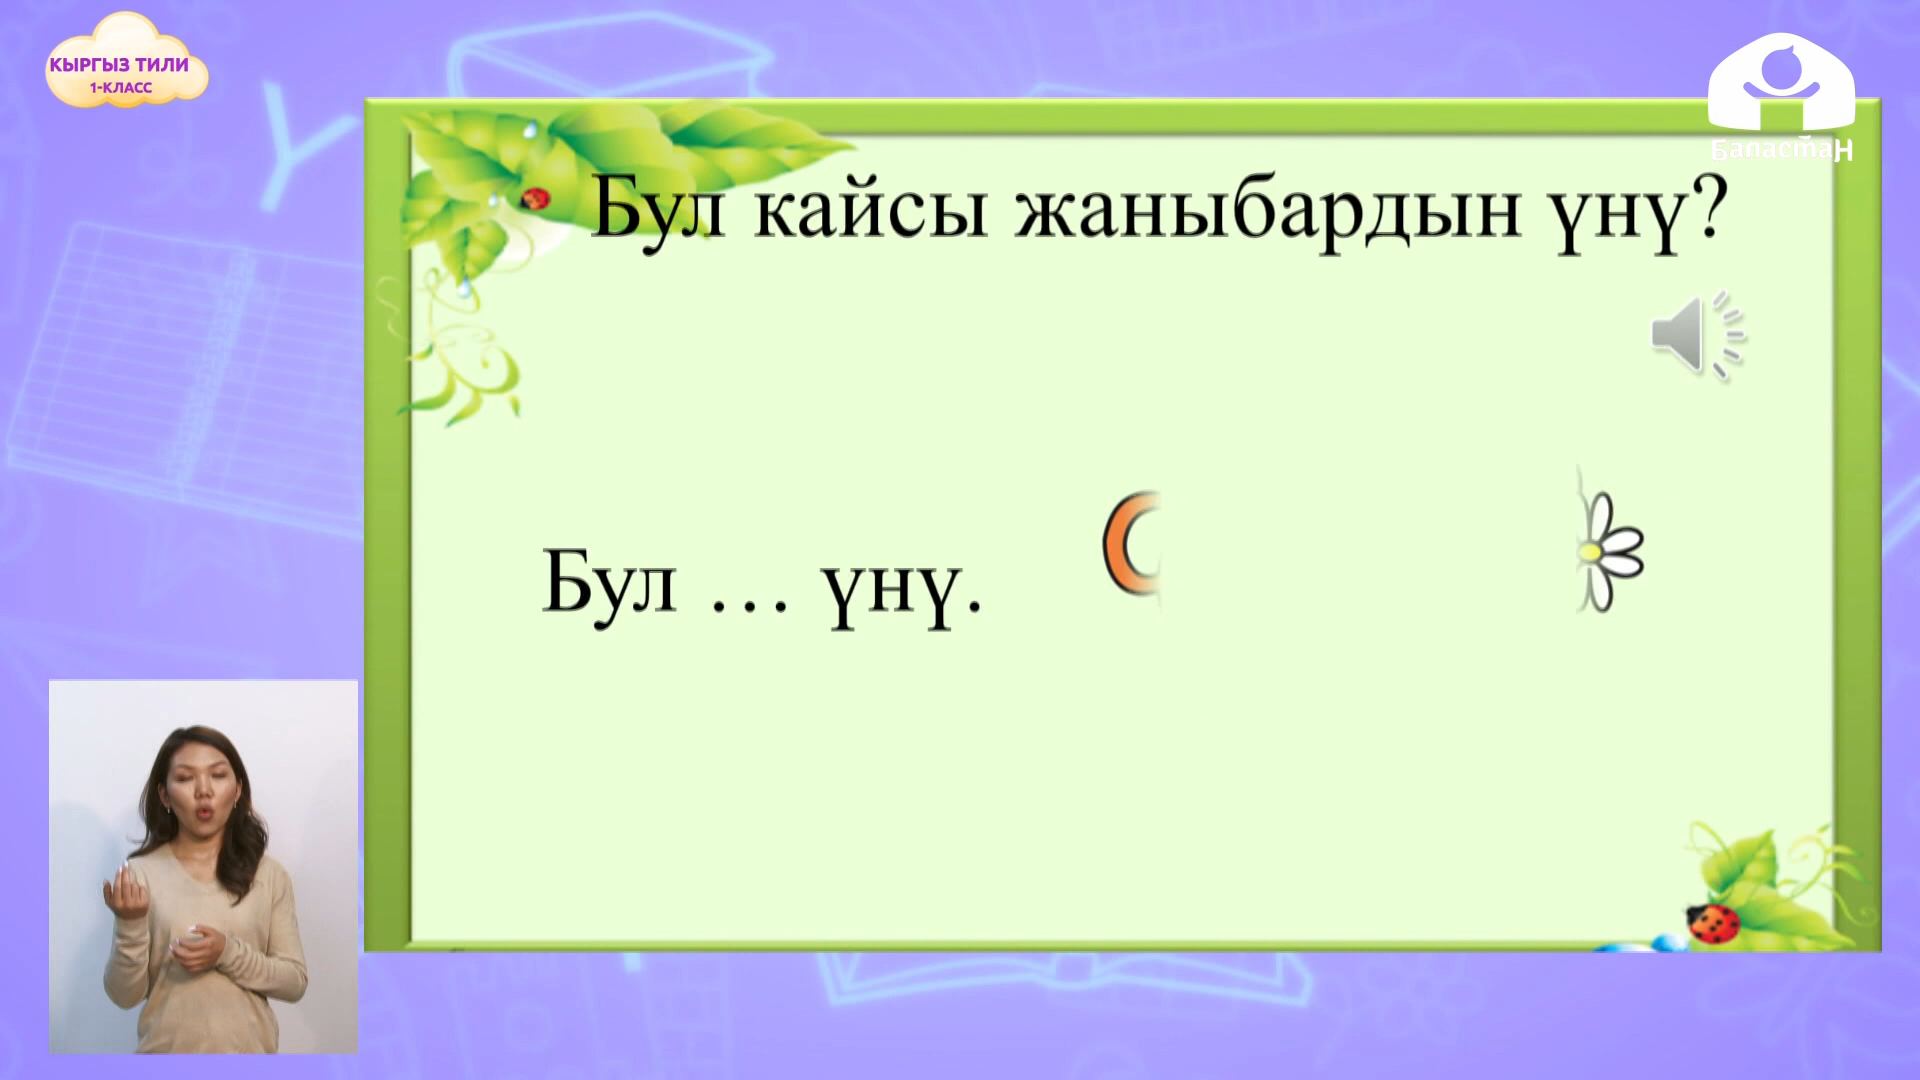 КЫРГЫЗ ТИЛИ
1-КЛАСС
Баластан
Бул кайсы жаныбардын үнү?
Бул ... үнү.